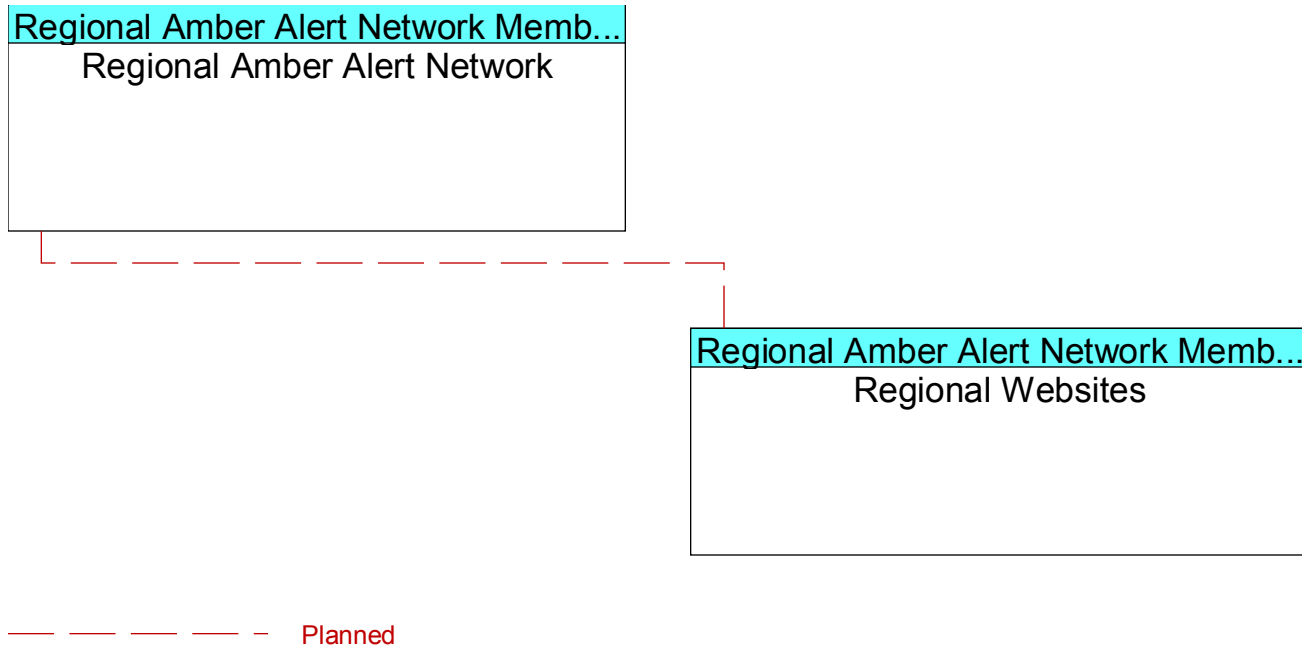 Regional Amber Alert Network Memb...
Regional Amber Alert Network
Regional Amber Alert Network Memb...
Regional Websites
Planned